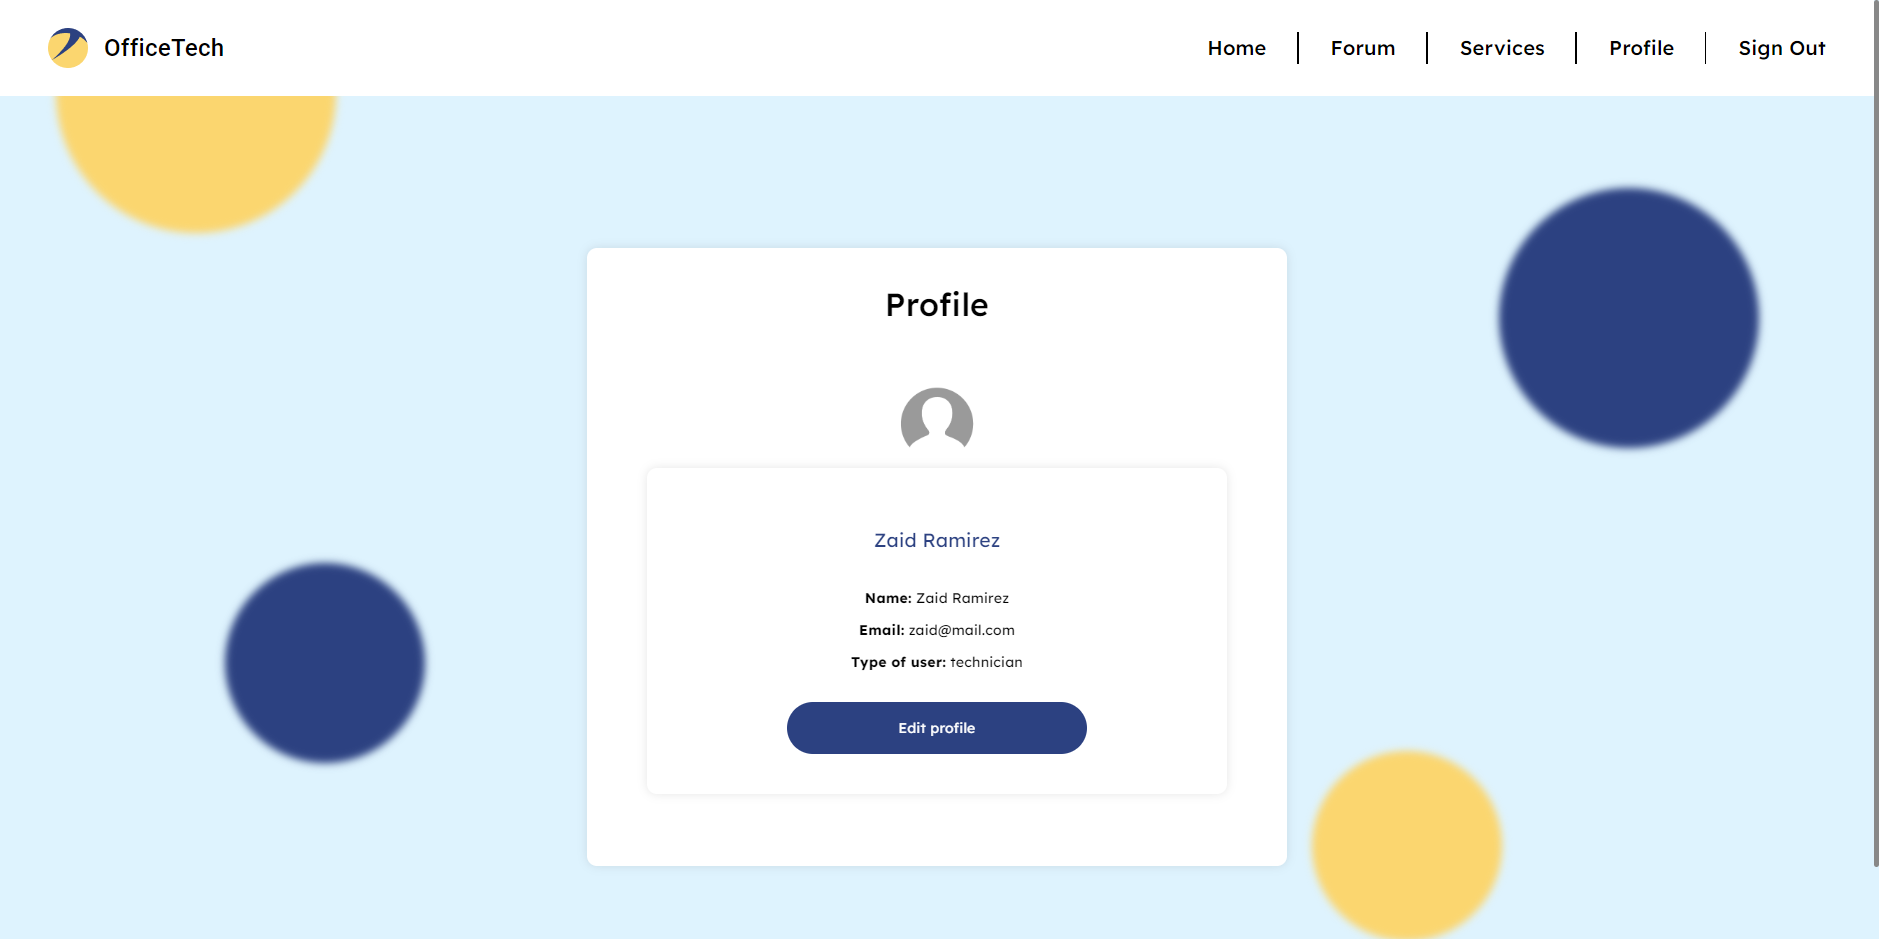 OfficeTech
Home
Forum
Services
Profile
Sign Out
Profile
Zaid Ramirez
Name: Zaid Ramirez
Email: zaid@mail.com
Type of user: technician
Edit profile